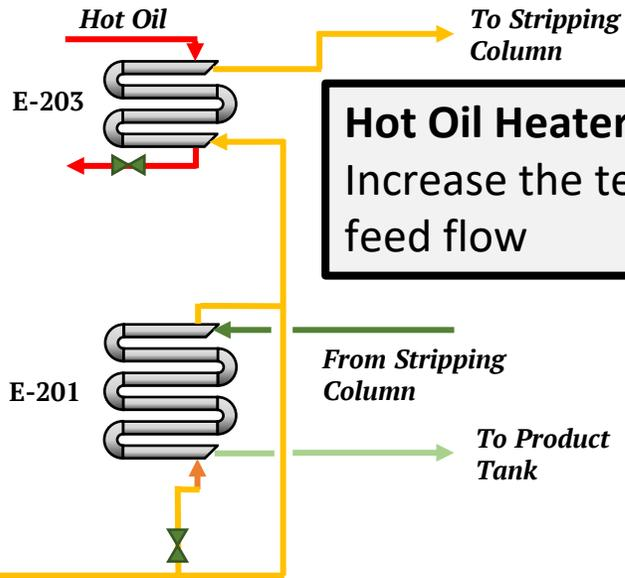 Hot Oil
To Stripping
Column
E-203
Hot Oil Heater
Increase the te
feed flow
From Stripping
Column
E-201
To Product
Tank